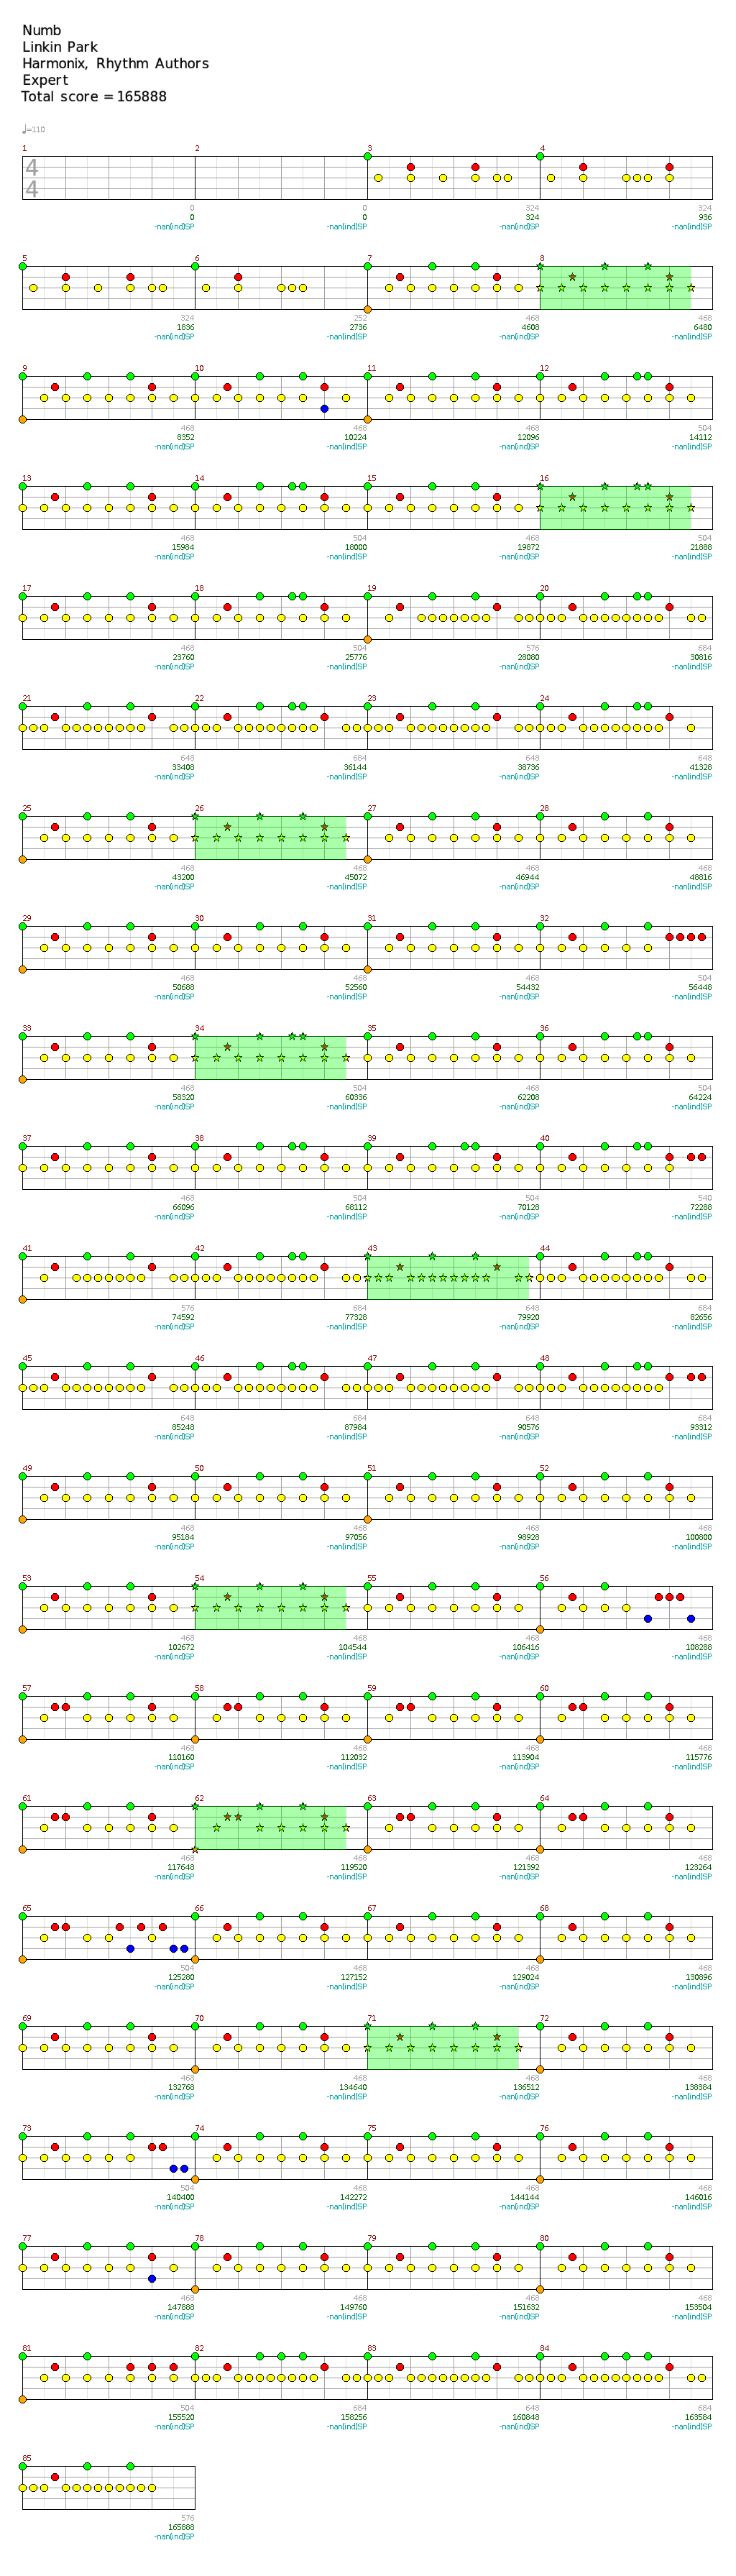 Numb
Linkin Park
Harmonix, Rhythm Authors
Expert
Total score = 165888
♩=110
1 2 3 4
4
4
0 0 324 324
0 0 324 936
-nan(ind)SP -nan(ind)SP -nan(ind)SP -nan(ind)SP
5 6 7 8
324 252 468 468
1836 2736 4608 6480
-nan(ind)SP -nan(ind)SP -nan(ind)SP -nan(ind)SP
9 10 11 12
468 468 468 504
8352 10224 12096 14112
-nan(ind)SP -nan(ind)SP -nan(ind)SP -nan(ind)SP
13 14 15 16
468 504 468 504
15984 18000 19872 21888
-nan(ind)SP -nan(ind)SP -nan(ind)SP -nan(ind)SP
17 18 19 20
468 504 576 684
23760 25776 28080 30816
-nan(ind)SP -nan(ind)SP -nan(ind)SP -nan(ind)SP
21 22 23 24
648 684 648 648
33408 36144 38736 41328
-nan(ind)SP -nan(ind)SP -nan(ind)SP -nan(ind)SP
25 26 27 28
468 468 468 468
43200 45072 46944 48816
-nan(ind)SP -nan(ind)SP -nan(ind)SP -nan(ind)SP
29 30 31 32
468 468 468 504
50688 52560 54432 56448
-nan(ind)SP -nan(ind)SP -nan(ind)SP -nan(ind)SP
33 34 35 36
468 504 468 504
58320 60336 62208 64224
-nan(ind)SP -nan(ind)SP -nan(ind)SP -nan(ind)SP
37 38 39 40
468 504 504 540
66096 68112 70128 72288
-nan(ind)SP -nan(ind)SP -nan(ind)SP -nan(ind)SP
41 42 43 44
576 684 648 684
74592 77328 79920 82656
-nan(ind)SP -nan(ind)SP -nan(ind)SP -nan(ind)SP
45 46 47 48
648 684 648 684
85248 87984 90576 93312
-nan(ind)SP -nan(ind)SP -nan(ind)SP -nan(ind)SP
49 50 51 52
468 468 468 468
95184 97056 98928 100800
-nan(ind)SP -nan(ind)SP -nan(ind)SP -nan(ind)SP
53 54 55 56
468 468 468 468
102672 104544 106416 108288
-nan(ind)SP -nan(ind)SP -nan(ind)SP -nan(ind)SP
57 58 59 60
468 468 468 468
110160 112032 113904 115776
-nan(ind)SP -nan(ind)SP -nan(ind)SP -nan(ind)SP
61 62 63 64
468 468 468 468
117648 119520 121392 123264
-nan(ind)SP -nan(ind)SP -nan(ind)SP -nan(ind)SP
65 66 67 68
504 468 468 468
125280 127152 129024 130896
-nan(ind)SP -nan(ind)SP -nan(ind)SP -nan(ind)SP
69 70 71 72
468 468 468 468
132768 134640 136512 138384
-nan(ind)SP -nan(ind)SP -nan(ind)SP -nan(ind)SP
73 74 75 76
504 468 468 468
140400 142272 144144 146016
-nan(ind)SP -nan(ind)SP -nan(ind)SP -nan(ind)SP
77 78 79 80
468 468 468 468
147888 149760 151632 153504
-nan(ind)SP -nan(ind)SP -nan(ind)SP -nan(ind)SP
81 82 83 84
504 684 648 684
155520 158256 160848 163584
-nan(ind)SP -nan(ind)SP -nan(ind)SP -nan(ind)SP
85
576
165888
-nan(ind)SP